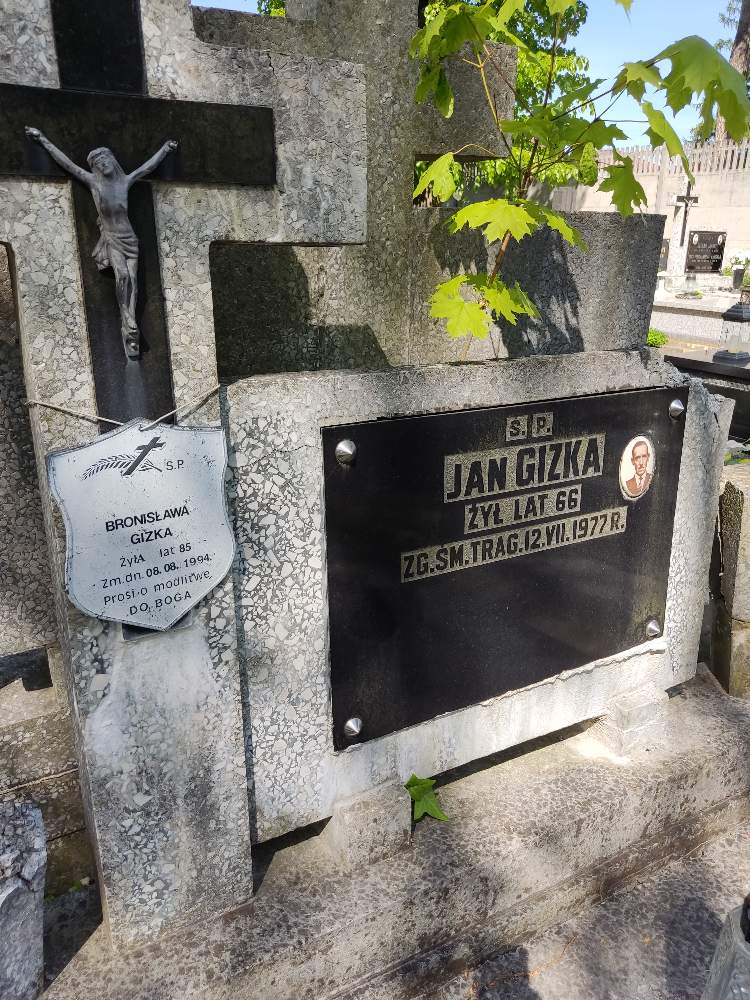 S.P.
BRONISŁAWA
GIZKA
żyłA lat 85
Zm.dn. 08.08. 1994
Prosi o modlitwę
DO BOGA
S. P.
JAN GIZKA
ŻYŁ LAT 66
ZG.SM.TRAG.12.VII.1977 R.